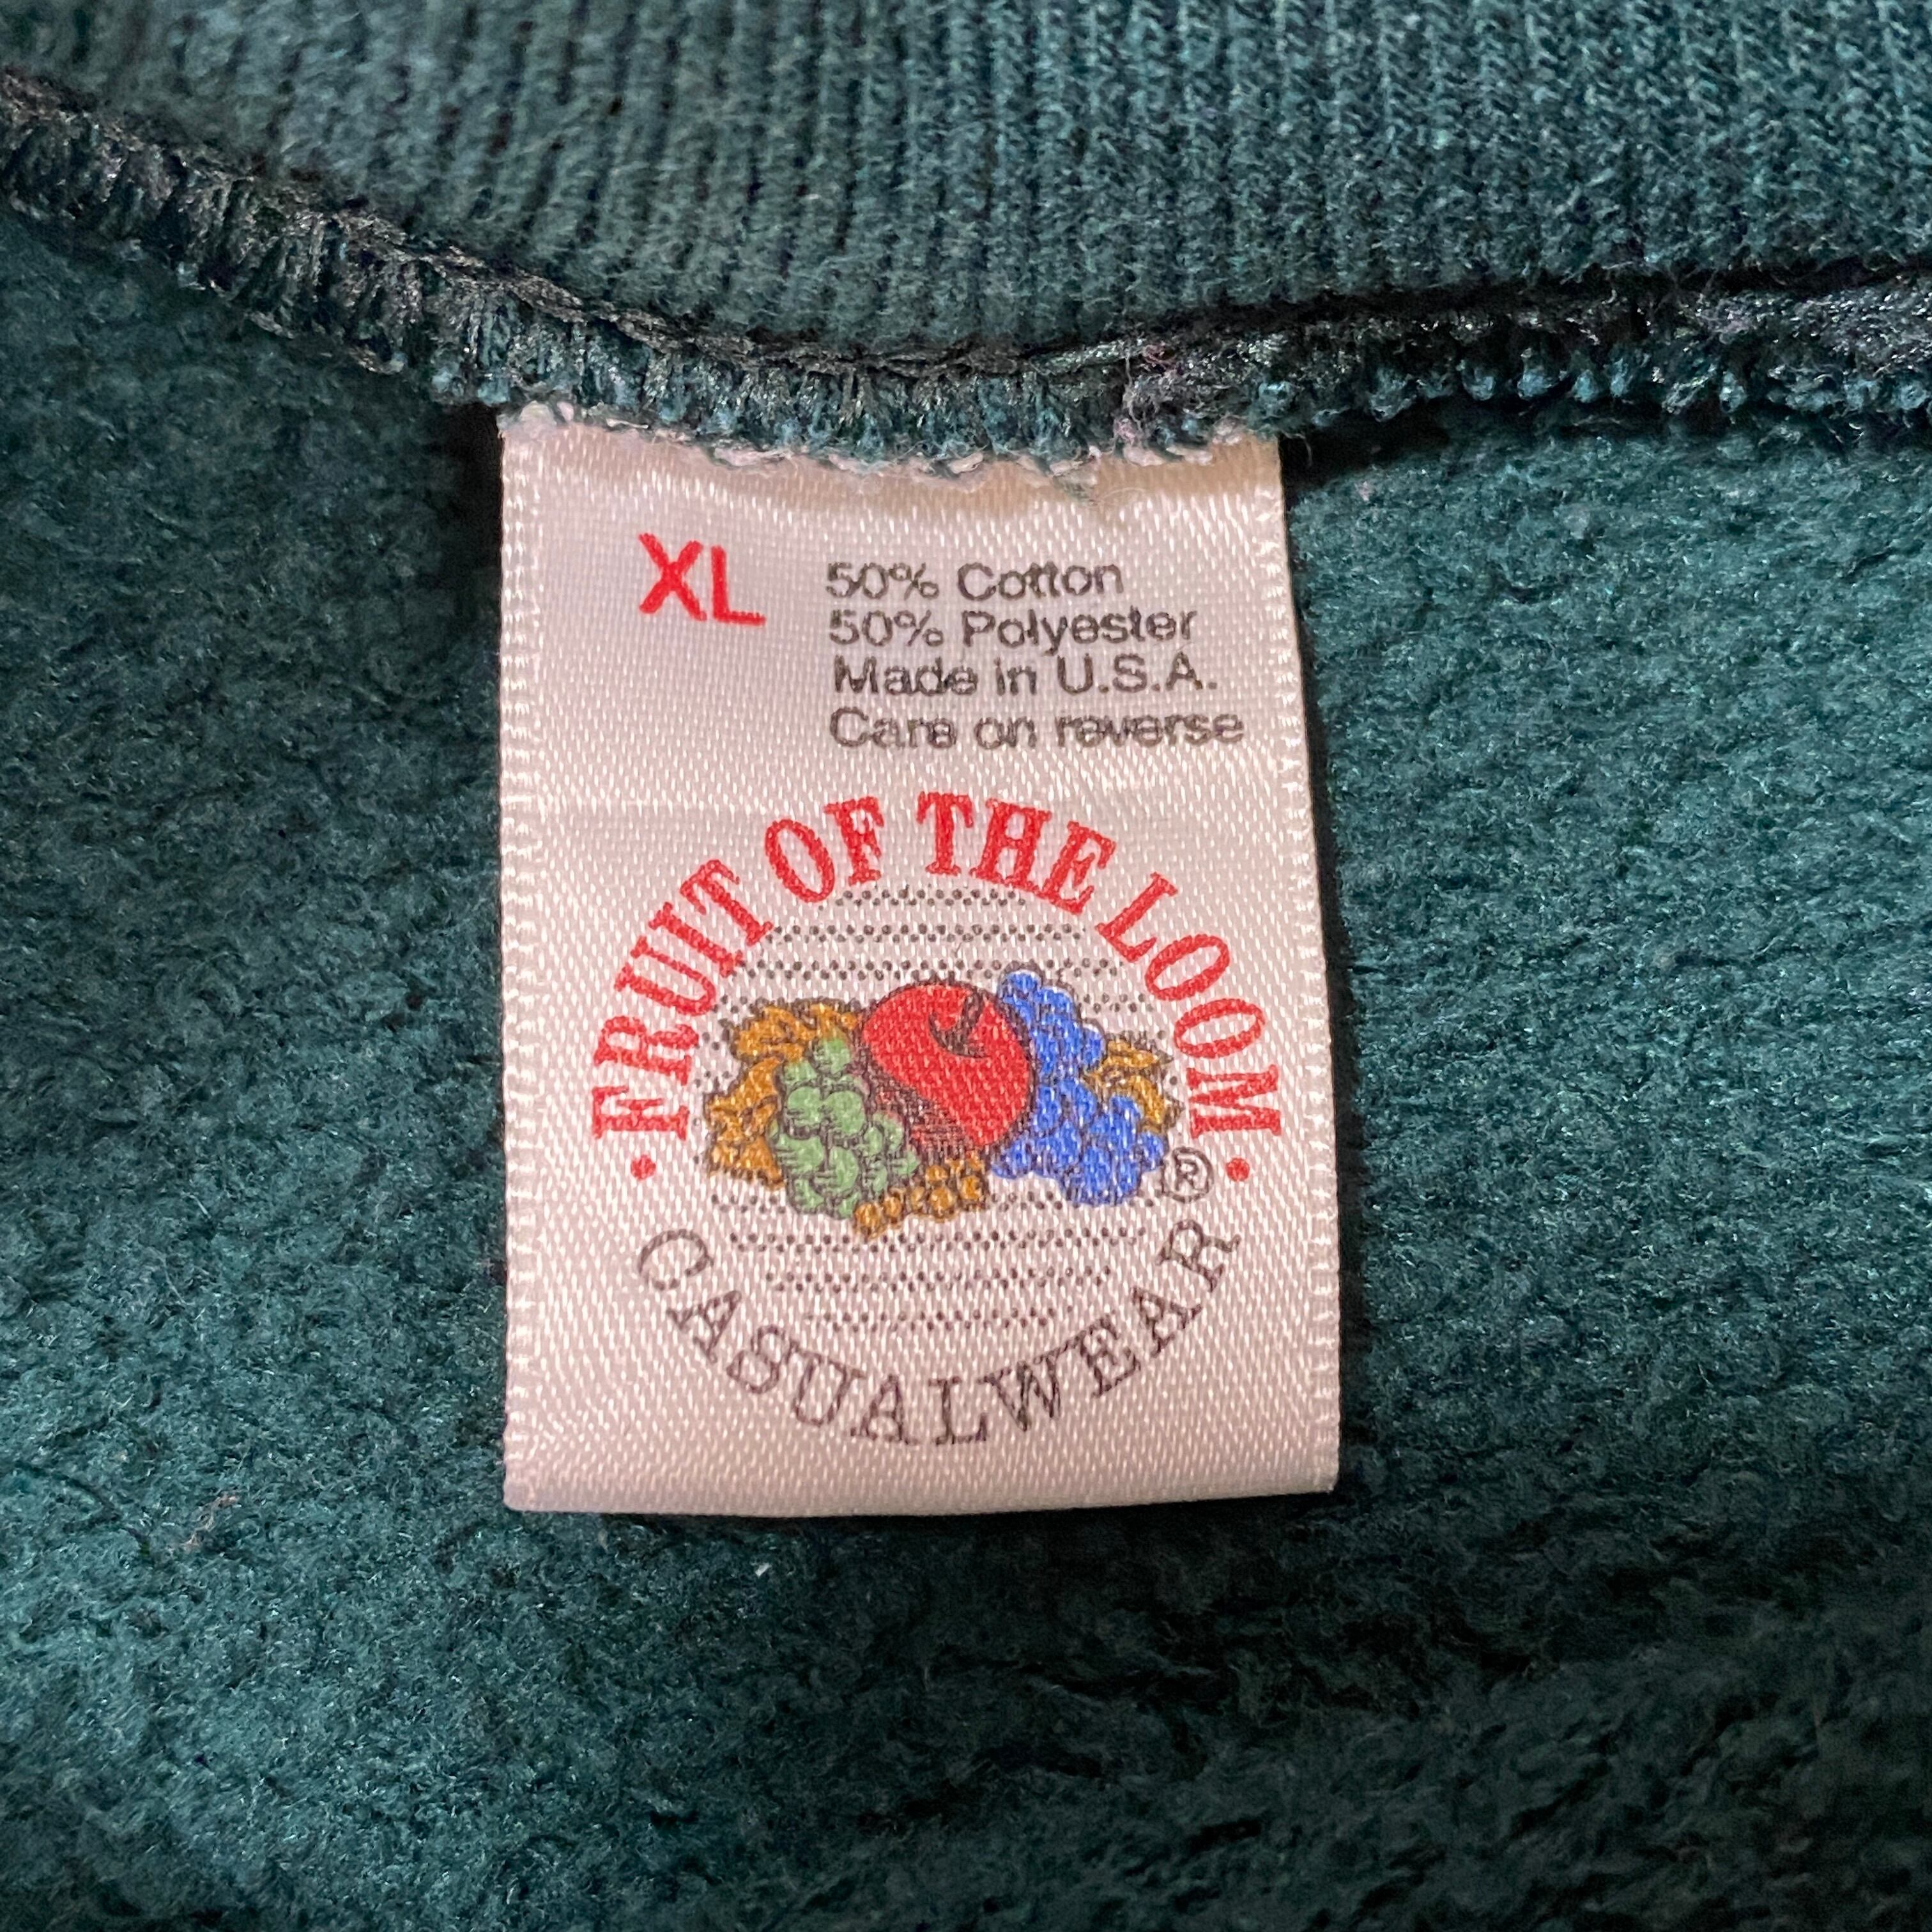 XL
50% Cotton
50% Polyester
Made in U.S.A.
Care on reverse
• FRUIT OF THE LOOM •
®
CASUALWEAR